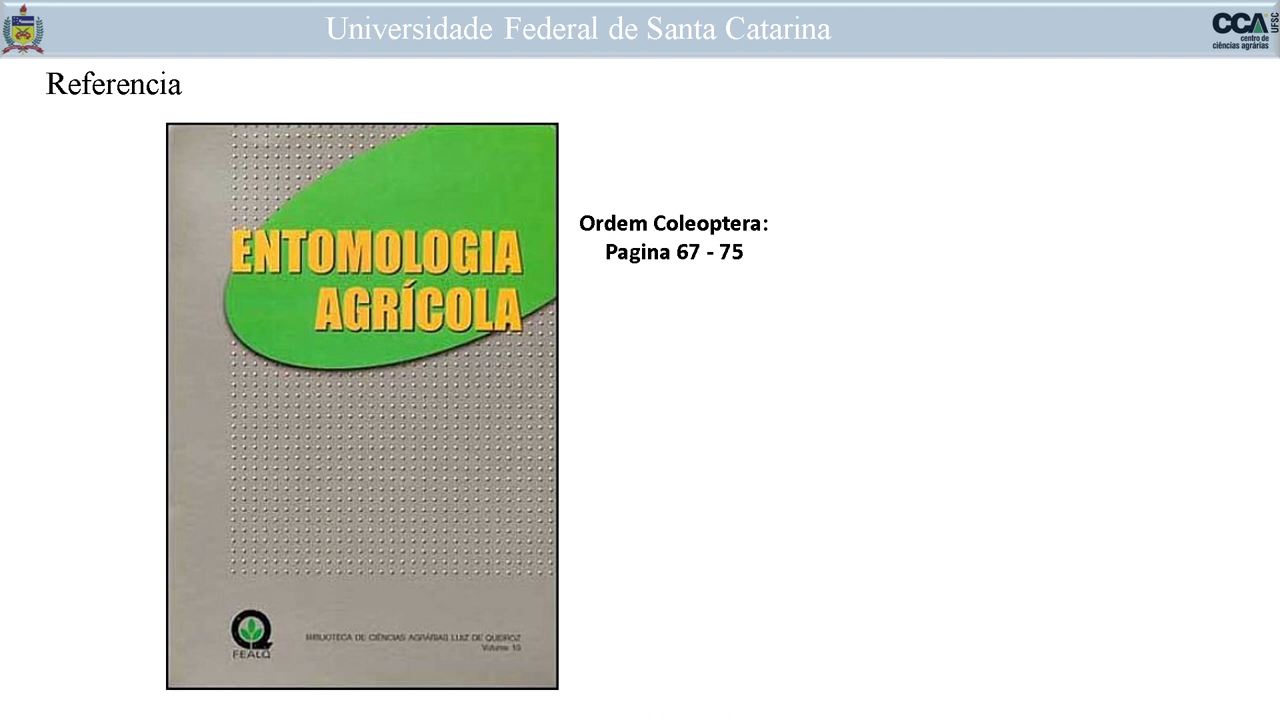 Universidade Federal de Santa Catarina
CCA
UFSC
centro de
ciências agrárias
Referencia
ENTOMOLOGIA
AGRÍCOLA
Ordem Coleoptera:
Pagina 67 - 75
FEALQ
BIBLIOTECA DE CIÊNCIAS AGRÁRIAS LUIZ DE QUEIROZ
Volume 10